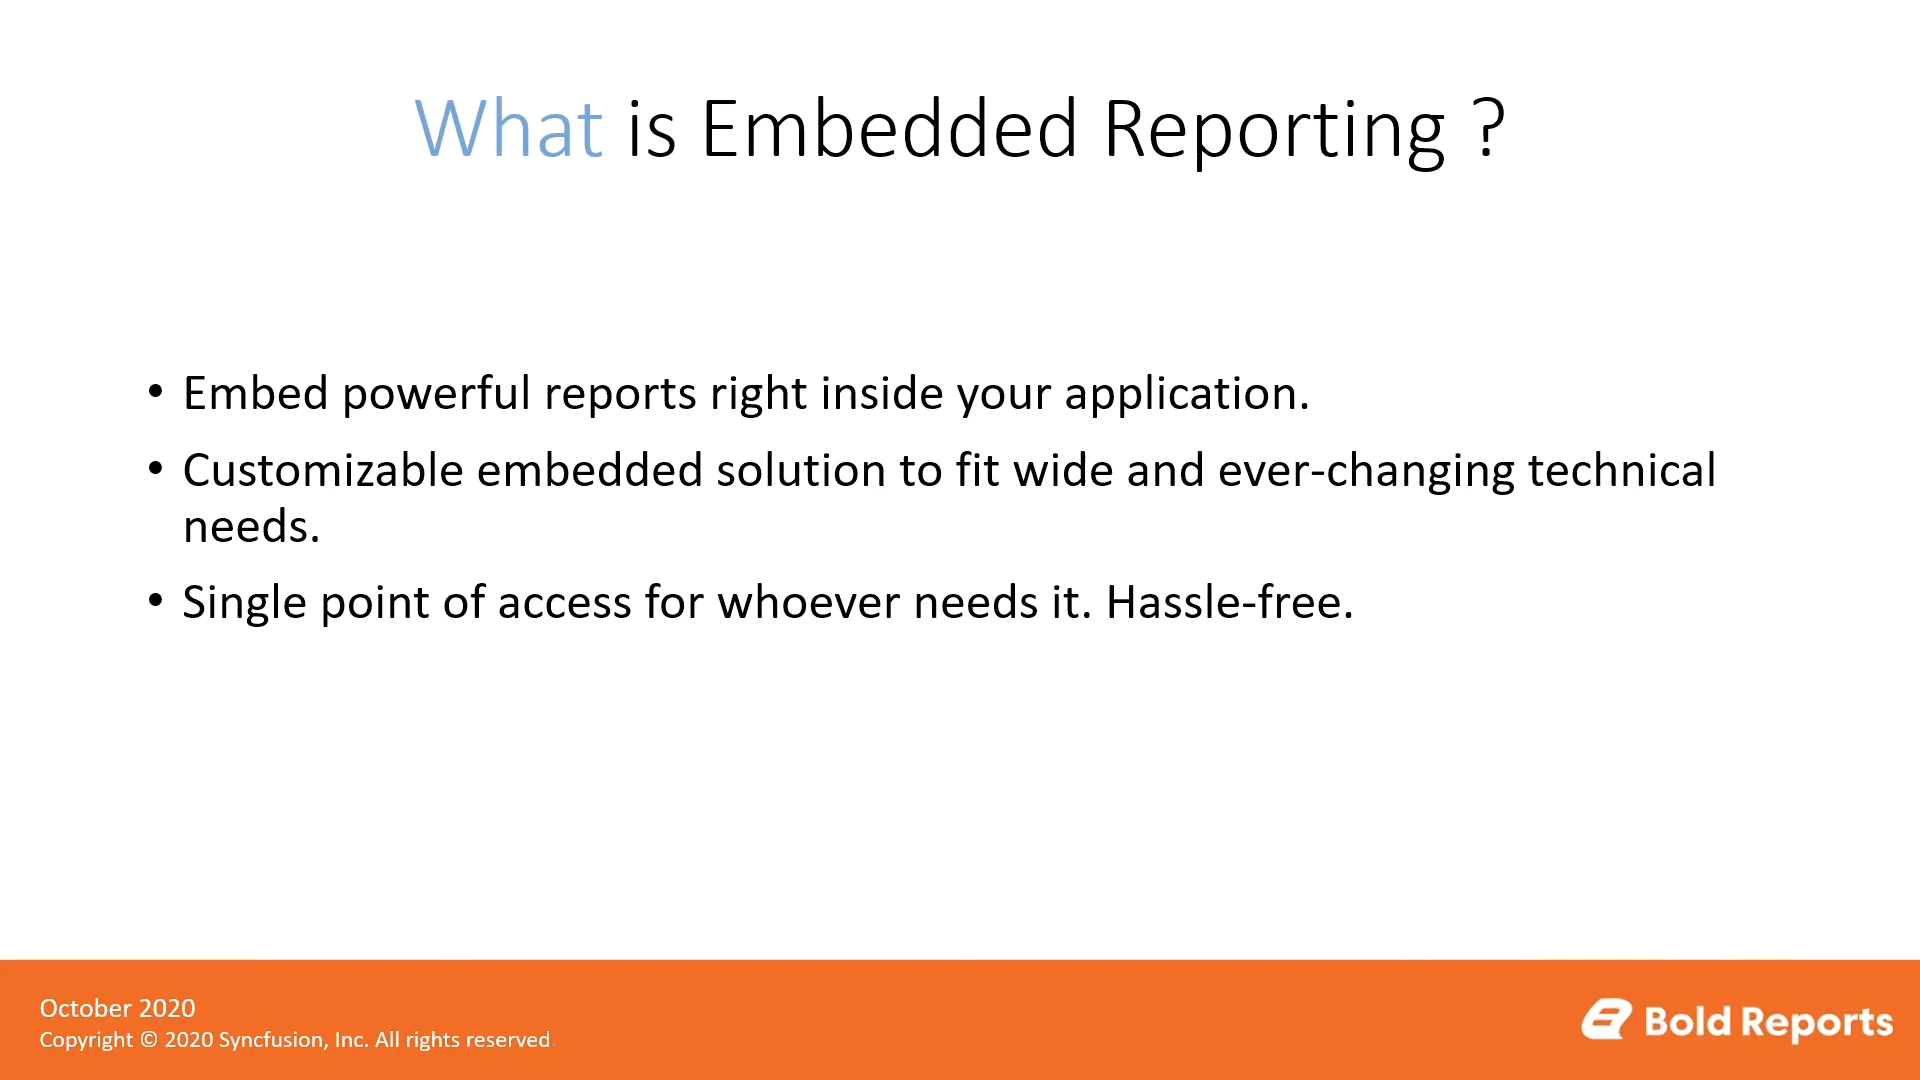 What is Embedded Reporting ?
• Embed powerful reports right inside your application.
• Customizable embedded solution to fit wide and ever-changing technical
needs.
• Single point of access for whoever needs it. Hassle-free.
October 2020
Copyright © 2020 Syncfusion, Inc. All rights reserved.
Bold Reports